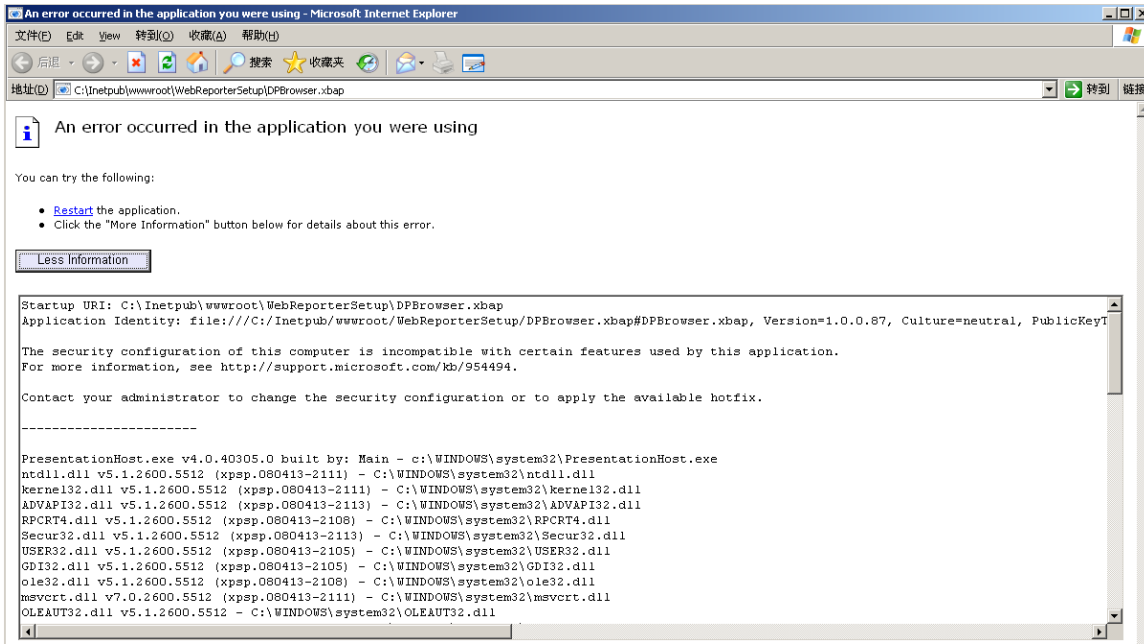 An error occurred in the application you were using - Microsoft Internet Explorer
文件(F) Edit View 转到(O) 收藏(A) 帮助(H)
后退 搜索 收藏夹
地址(D) C:\Inetpub\wwwroot\WebReporterSetup\DPBrowser.xbap 转到 链接
An error occurred in the application you were using
You can try the following:
Restart the application.
Click the "More Information" button below for details about this error.
Less Information
Startup URI: C:\Inetpub\wwwroot\WebReporterSetup\DPBrowser.xbap
Application Identity: file:///C:/Inetpub/wwwroot/WebReporterSetup/DPBrowser.xbap#DPBrowser.xbap, Version=1.0.0.87, Culture=neutral, PublicKeyT
The security configuration of this computer is incompatible with certain features used by this application.
For more information, see http://support.microsoft.com/kb/954494.
Contact your administrator to change the security configuration or to apply the available hotfix.
-----------------------
PresentationHost.exe v4.0.40305.0 built by: Main - c:\WINDOWS\system32\PresentationHost.exe
ntdll.dll v5.1.2600.5512 (xpsp.080413-2111) - C:\WINDOWS\system32\ntdll.dll
kernel32.dll v5.1.2600.5512 (xpsp.080413-2111) - C:\WINDOWS\system32\kernel32.dll
ADVAPI32.dll v5.1.2600.5512 (xpsp.080413-2113) - C:\WINDOWS\system32\ADVAPI32.dll
RPCRT4.dll v5.1.2600.5512 (xpsp.080413-2108) - C:\WINDOWS\system32\RPCRT4.dll
Secur32.dll v5.1.2600.5512 (xpsp.080413-2113) - C:\WINDOWS\system32\Secur32.dll
USER32.dll v5.1.2600.5512 (xpsp.080413-2105) - C:\WINDOWS\system32\USER32.dll
GDI32.dll v5.1.2600.5512 (xpsp.080413-2105) - C:\WINDOWS\system32\GDI32.dll
ole32.dll v5.1.2600.5512 (xpsp.080413-2108) - C:\WINDOWS\system32\ole32.dll
msvcrt.dll v7.0.2600.5512 (xpsp.080413-2111) - C:\WINDOWS\system32\msvcrt.dll
OLEAUT32.dll v5.1.2600.5512 - C:\WINDOWS\system32\OLEAUT32.dll